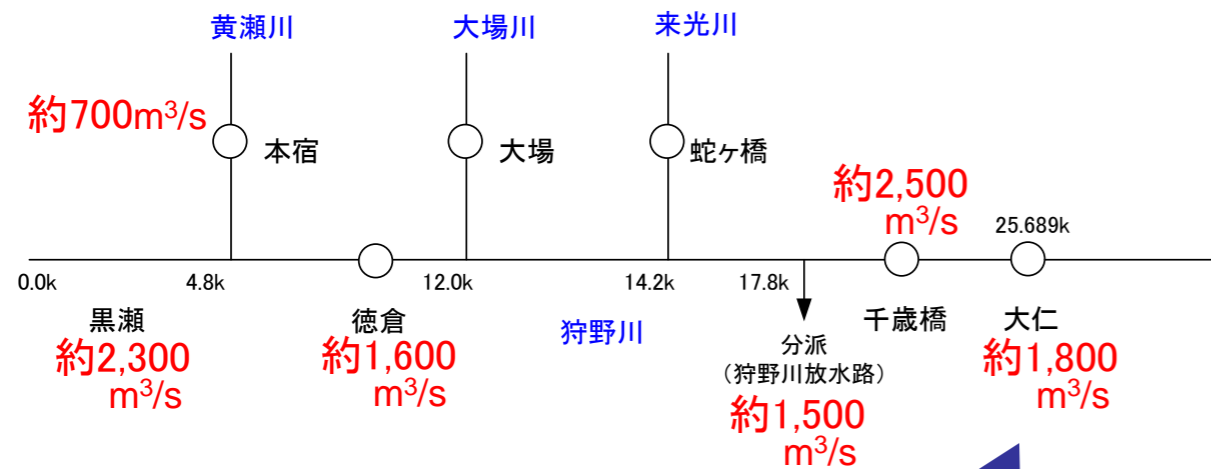 黄瀬川
大場川
来光川
約700m³/s
本宿
大場
蛇ヶ橋
約2,500
m³/s
25.689k
0.0k
4.8k
12.0k
14.2k
17.8k
黒瀬
約2,300
m³/s
徳倉
約1,600
m³/s
狩野川
分派
(狩野川放水路)
約1,500
m³/s
千歳橋
大仁
約1,800
m³/s